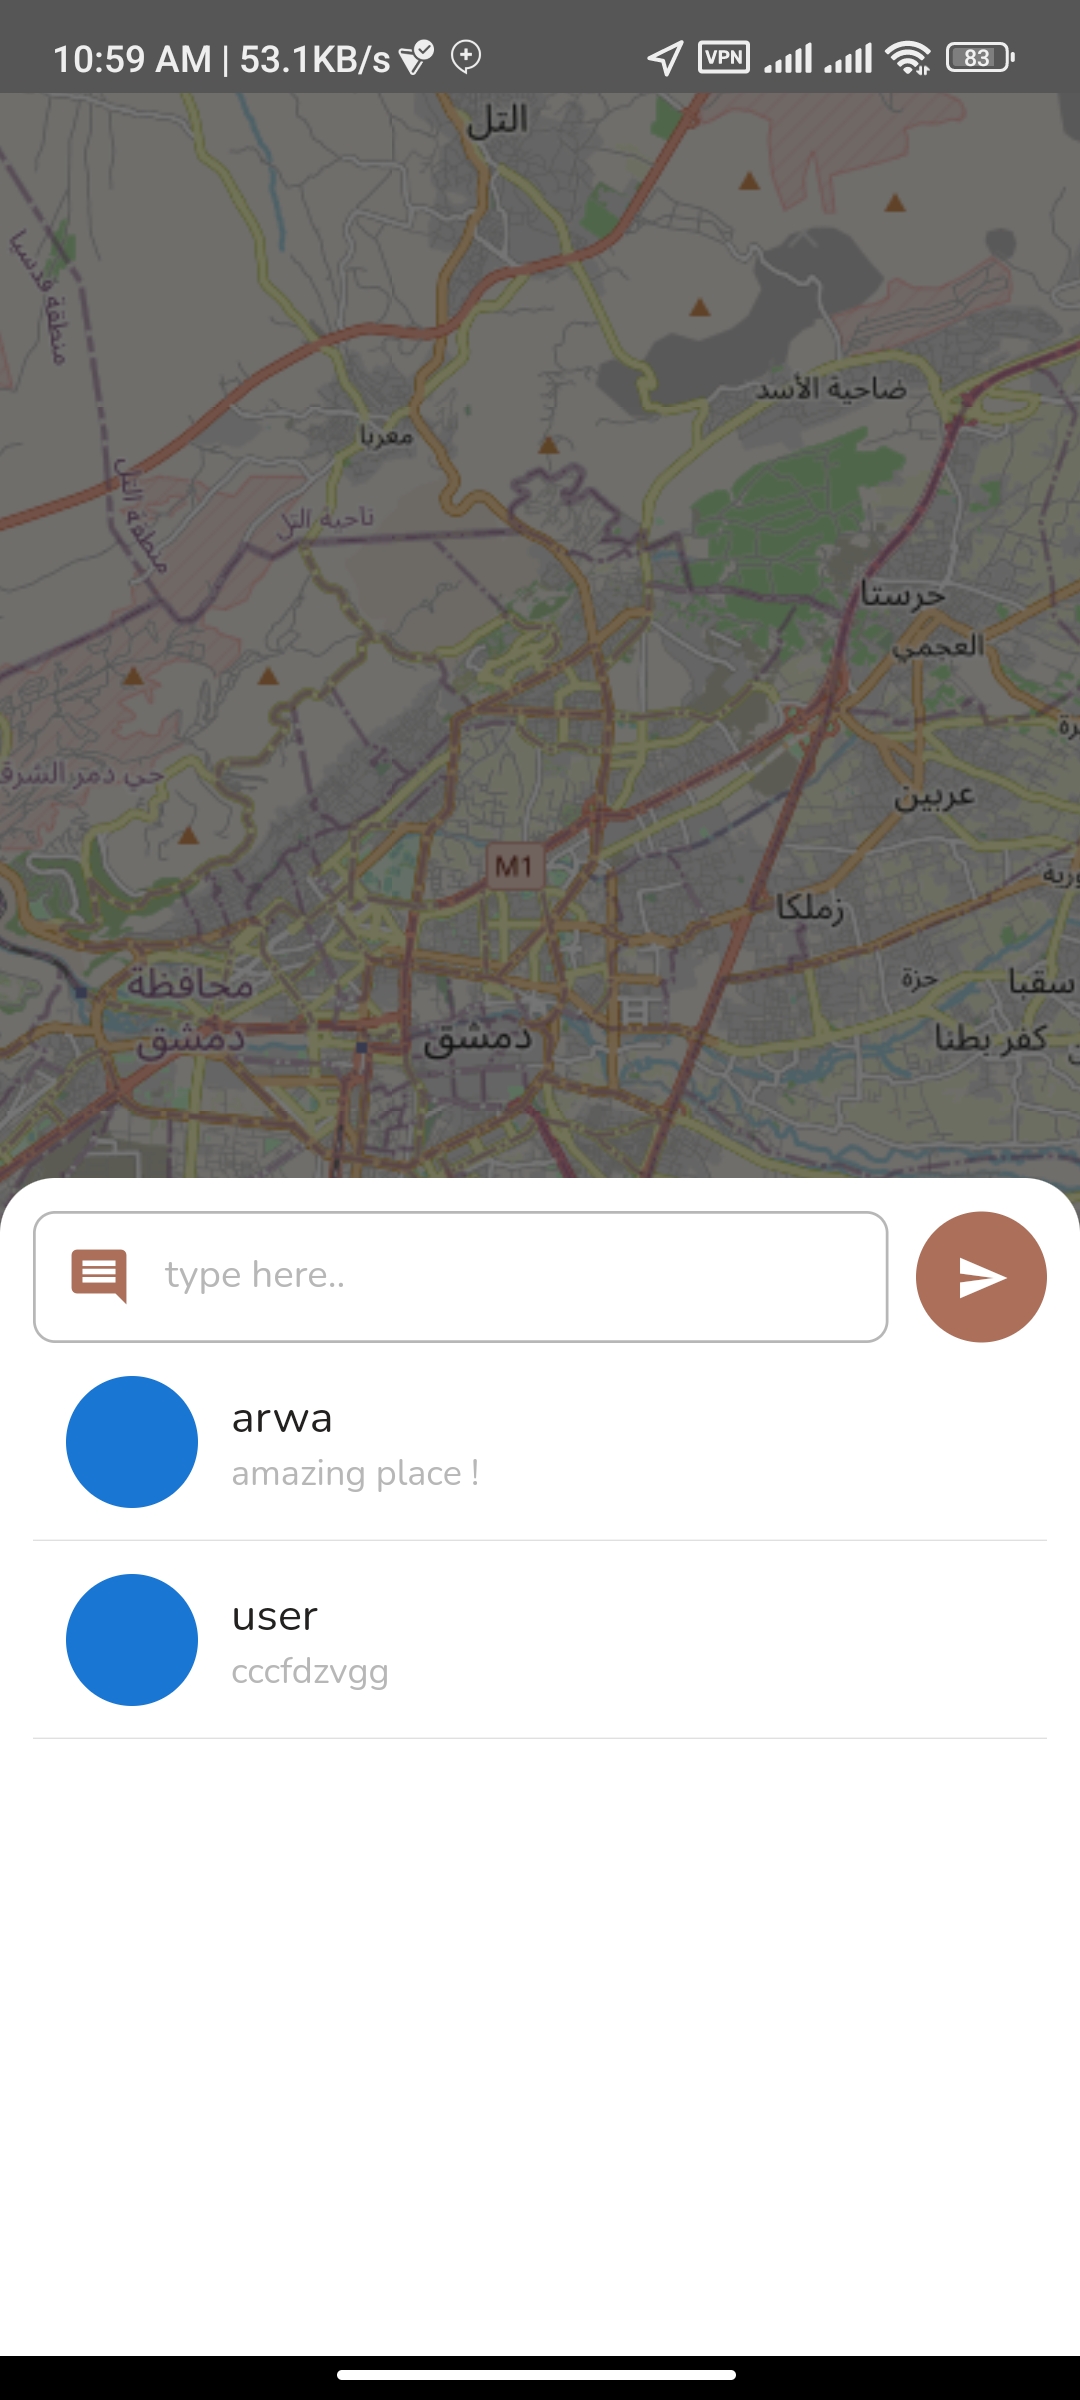 10:59 AM | 53.1KB/s
VPN
83
التل
منطقة قدسيا
ضاحية الأسد
معربا
منطقة التل
ناحية التل
حرستا
العجمي
حي دمر الشرق
عربين
M1
زملكا
محافظة
دمشق
دمشق
حزة
سقبا
كفر بطنا
type here..
arwa
amazing place !
user
cccfdzvgg